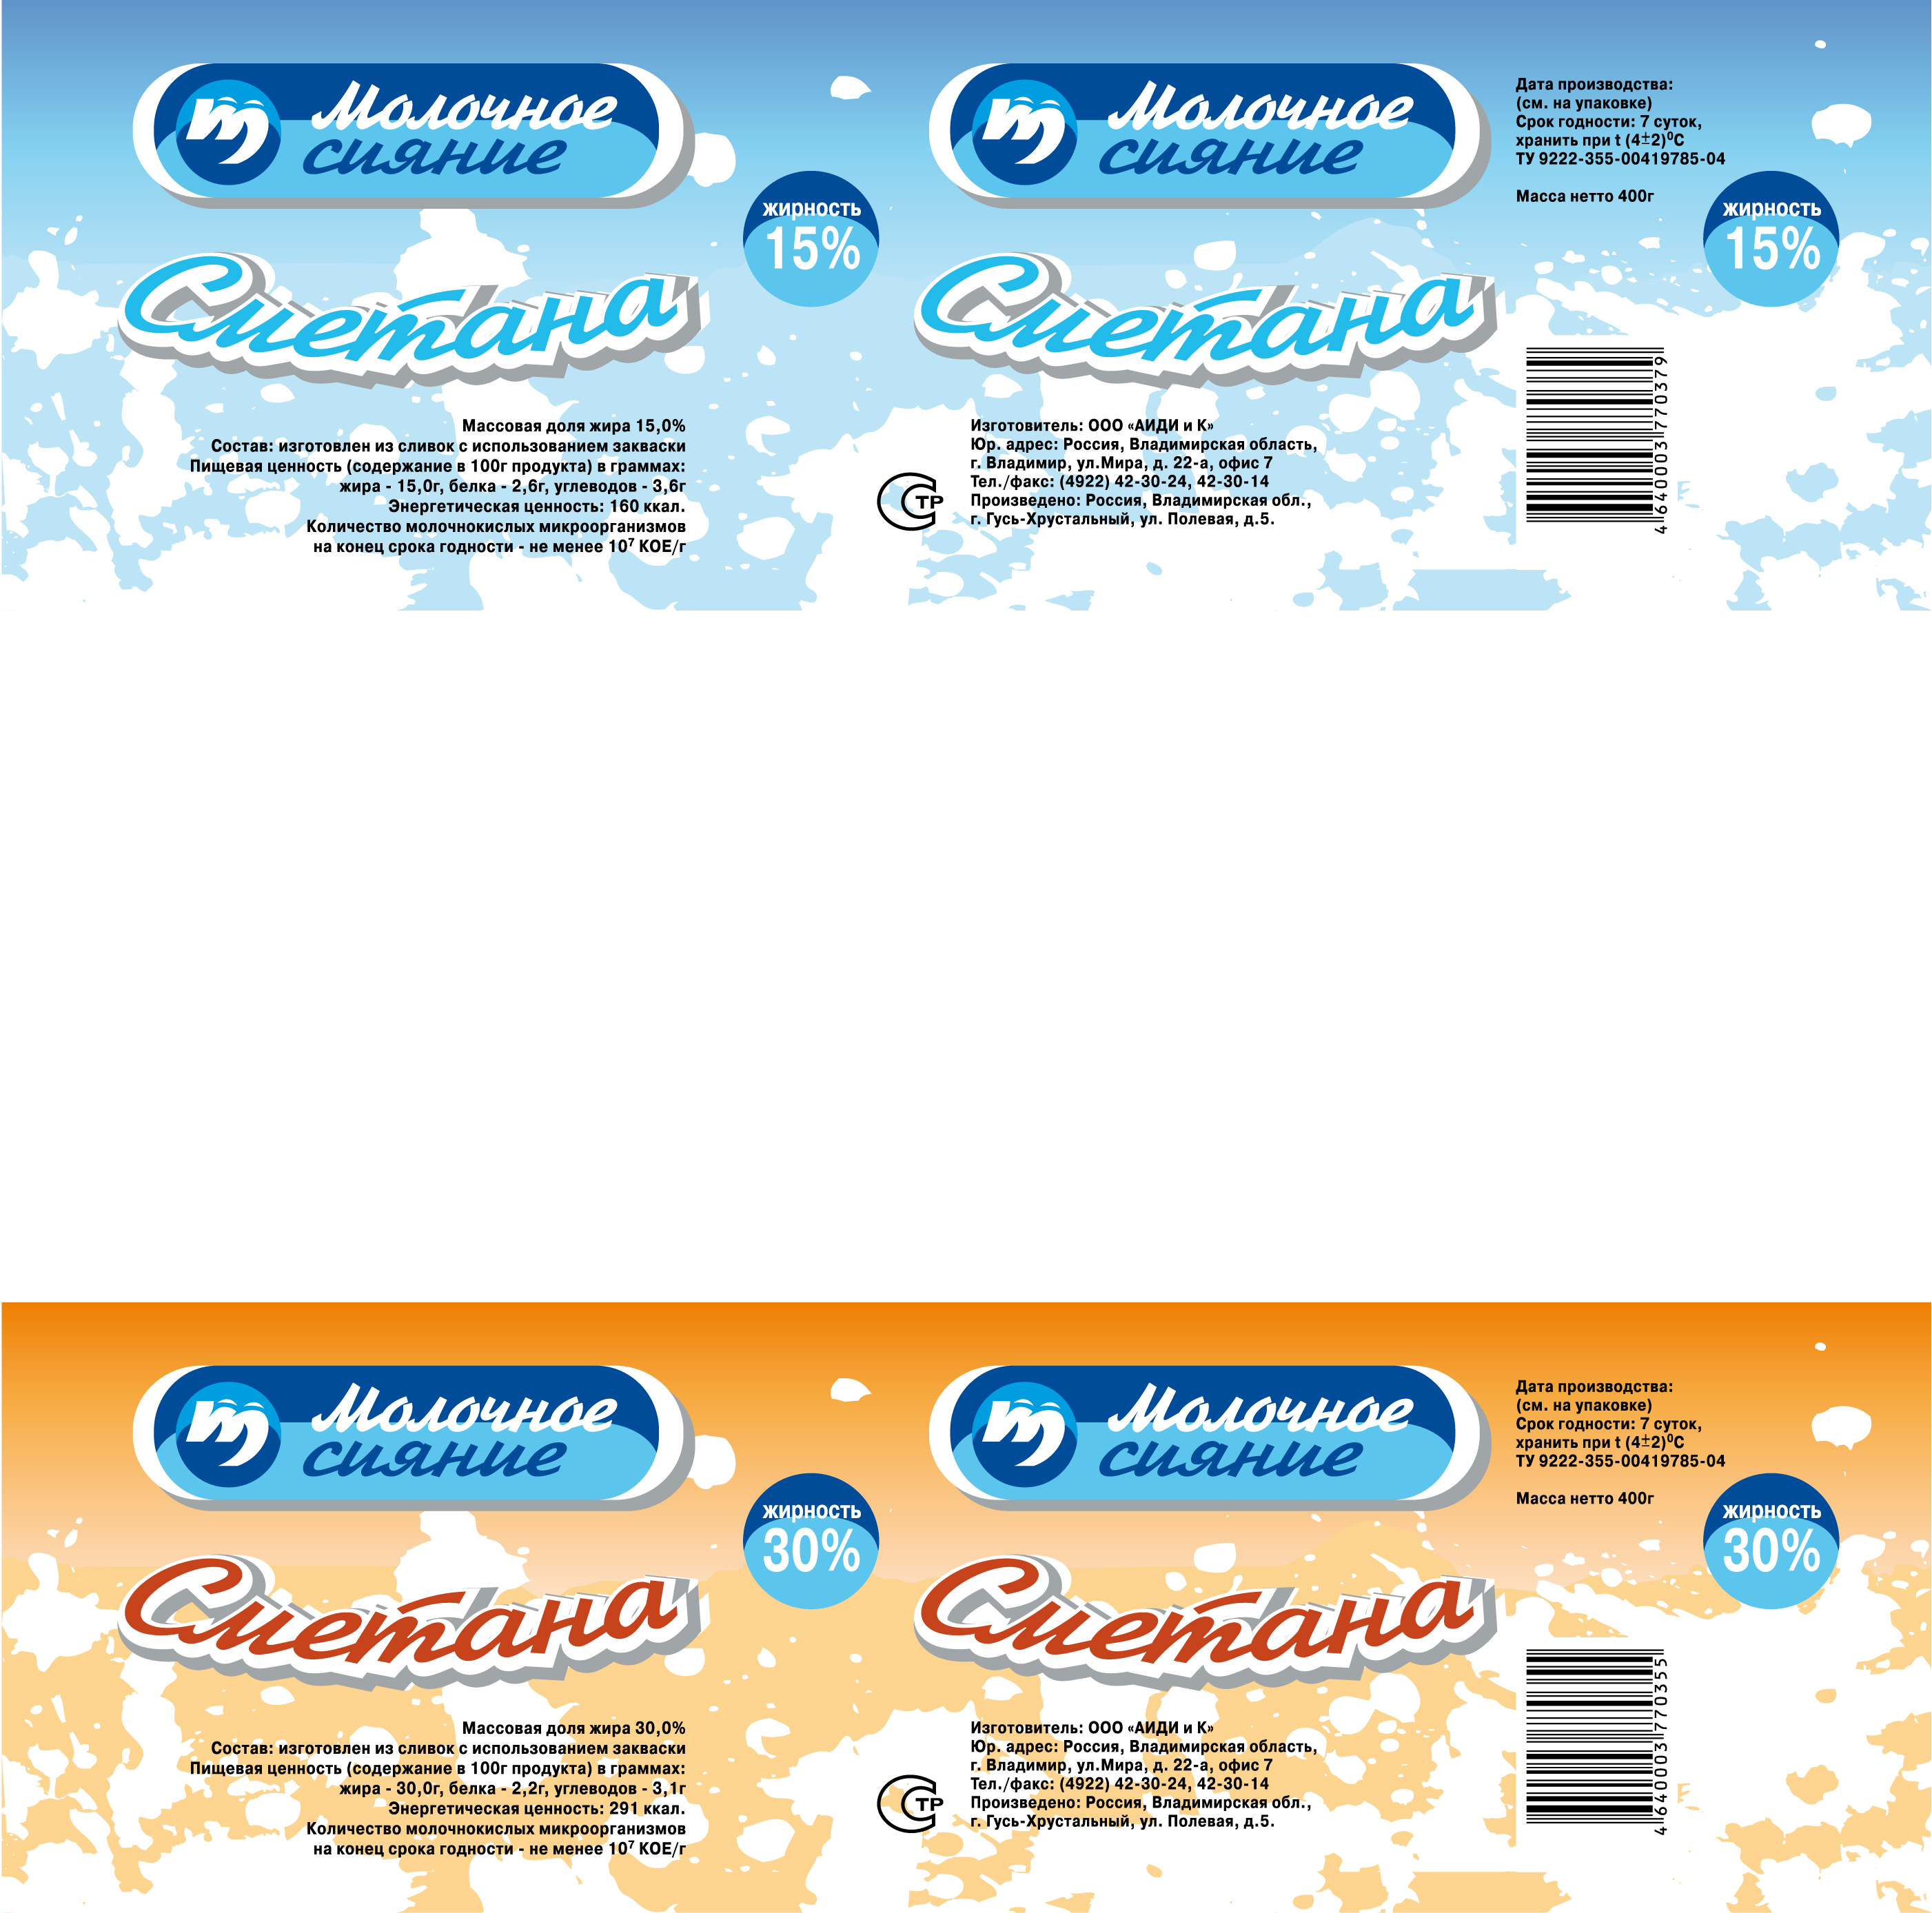 Молочное
сияние
Сметана
жирность
15%
Массовая доля жира 15,0%
Состав: изготовлен из сливок с использованием закваски
Пищевая ценность (содержание в 100г продукта) в граммах:
жира - 15,0г, белка - 2,6г, углеводов - 3,6г
Энергетическая ценность: 160 ккал.
Количество молочнокислых микроорганизмов
на конец срока годности - не менее 10⁷ КОЕ/г
Молочное
сияние
Сметана
Изготовитель: ООО «АИДИ и К»
Юр. адрес: Россия, Владимирская область,
г. Владимир, ул.Мира, д. 22-а, офис 7
Тел./факс: (4922) 42-30-24, 42-30-14
Произведено: Россия, Владимирская обл.,
г. Гусь-Хрустальный, ул. Полевая, д.5.
СТР
Дата производства:
(см. на упаковке)
Срок годности: 7 суток,
хранить при t (4±2)⁰С
ТУ 9222-355-00419785-04
Масса нетто 400г
жирность
15%
4 640003 770379
Молочное
сияние
Сметана
жирность
30%
Массовая доля жира 30,0%
Состав: изготовлен из сливок с использованием закваски
Пищевая ценность (содержание в 100г продукта) в граммах:
жира - 30,0г, белка - 2,2г, углеводов - 3,1г
Энергетическая ценность: 291 ккал.
Количество молочнокислых микроорганизмов
на конец срока годности - не менее 10⁷ КОЕ/г
Молочное
сияние
Сметана
Изготовитель: ООО «АИДИ и К»
Юр. адрес: Россия, Владимирская область,
г. Владимир, ул.Мира, д. 22-а, офис 7
Тел./факс: (4922) 42-30-24, 42-30-14
Произведено: Россия, Владимирская обл.,
г. Гусь-Хрустальный, ул. Полевая, д.5.
СТР
Дата производства:
(см. на упаковке)
Срок годности: 7 суток,
хранить при t (4±2)⁰С
ТУ 9222-355-00419785-04
Масса нетто 400г
жирность
30%
4 640003 770355